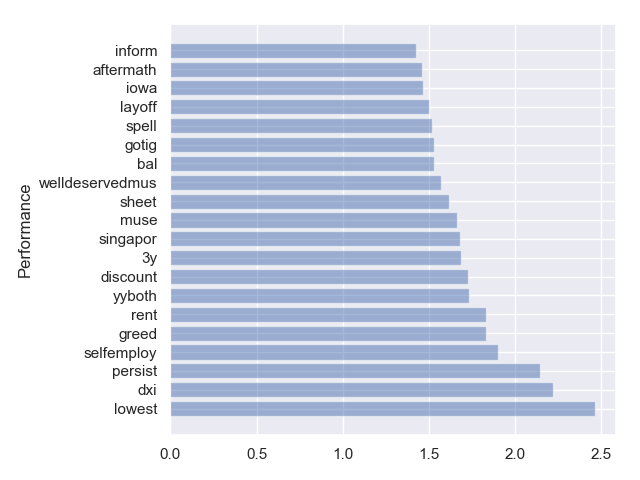 inform
aftermath
iowa
layoff
spell
gotig
bal
welldeservedmus
sheet
muse
singapor
3y
discount
yyboth
rent
greed
selfemploy
persist
dxi
lowest
Performance
0.0 0.5 1.0 1.5 2.0 2.5